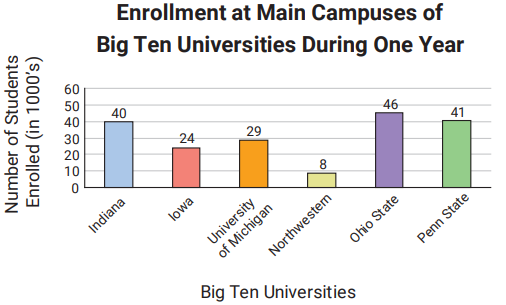 Enrollment at Main Campuses of
Big Ten Universities During One Year
Number of Students
Enrolled (in 1000's)
60
50
40
30
20
10
0
40
24
29
8
46
41
Indiana
Iowa
University
of Michigan
Northwestern
Ohio State
Penn State
Big Ten Universities